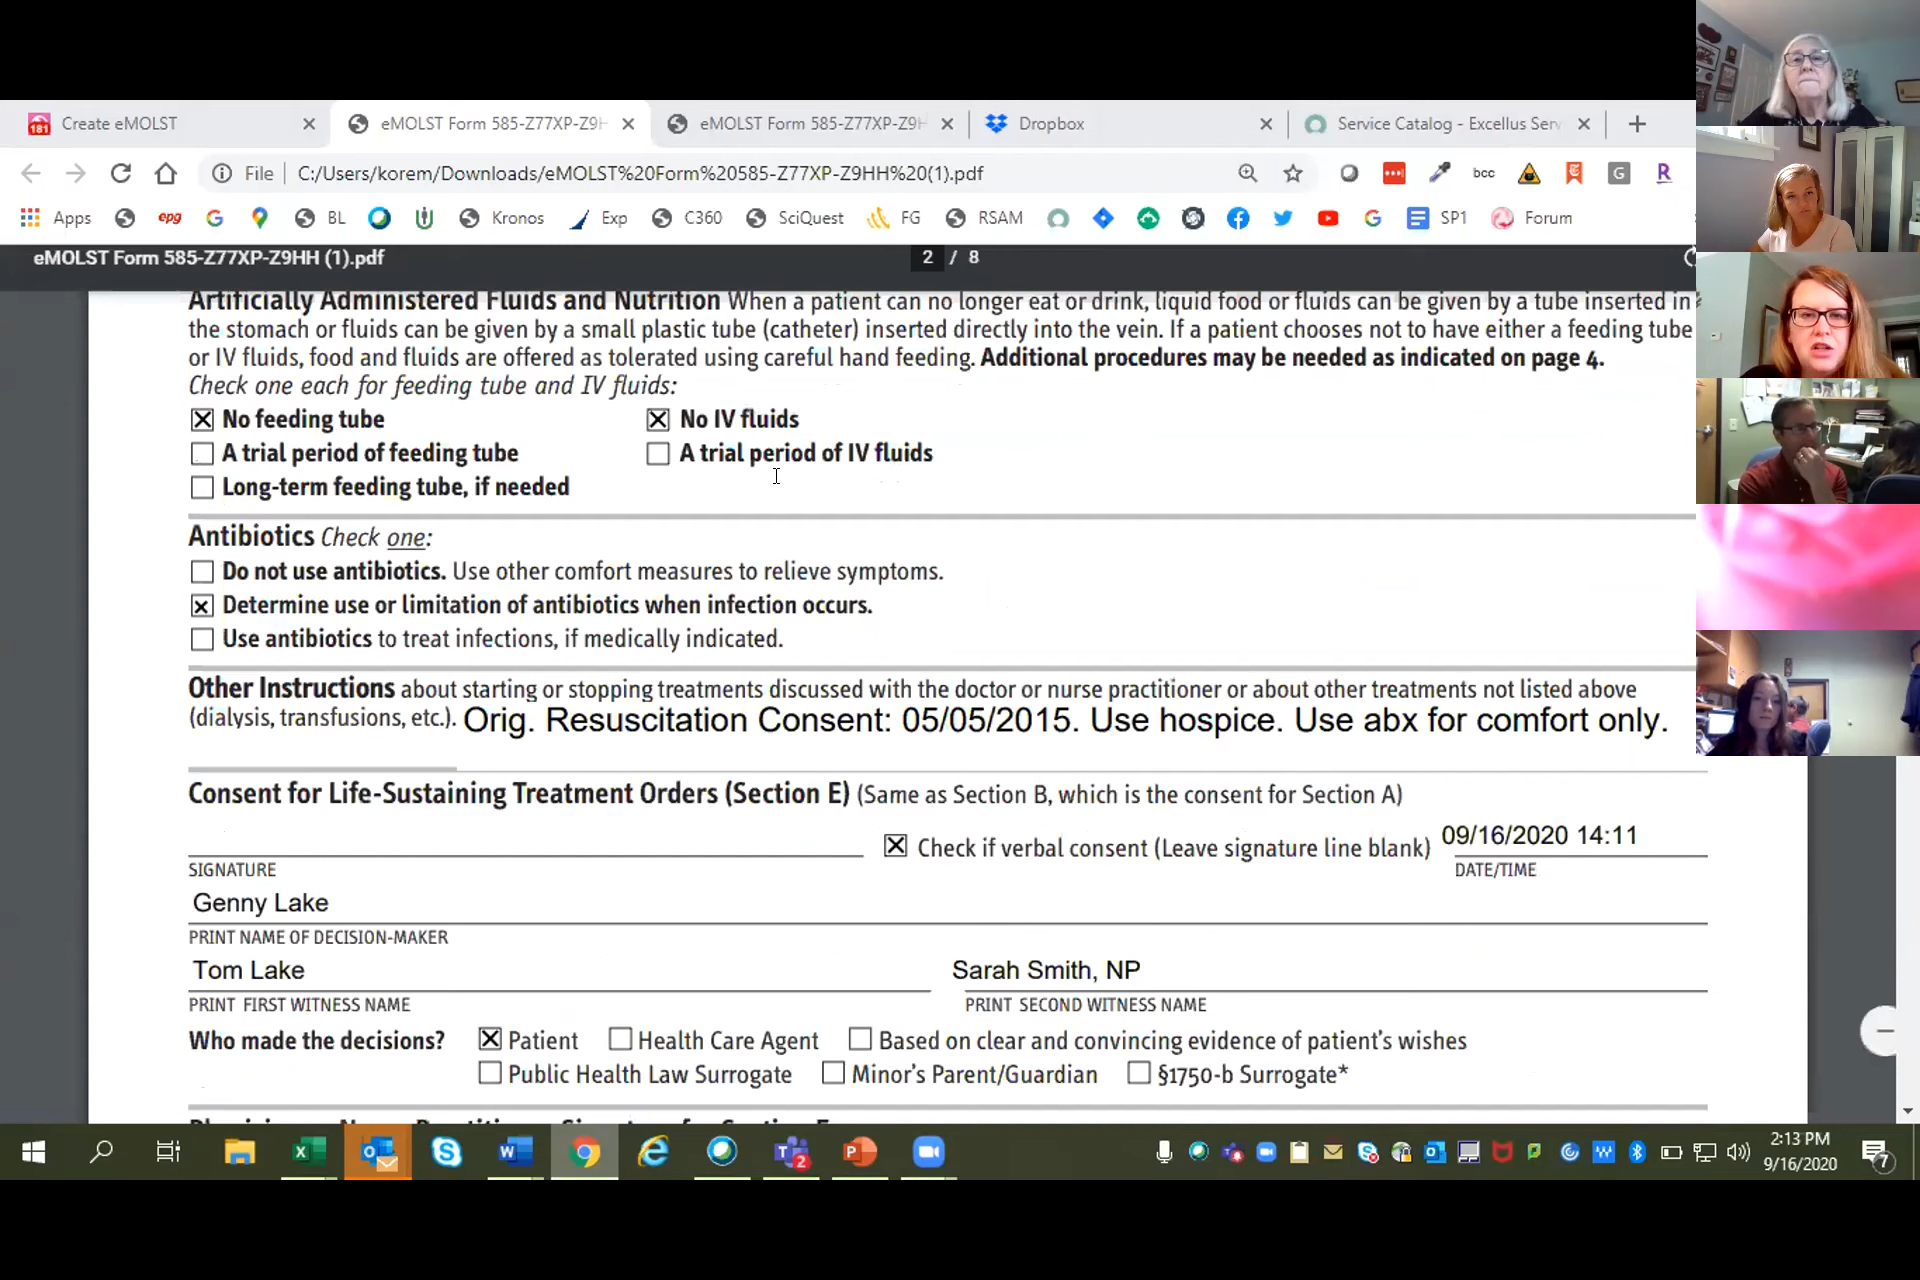 181 Create eMOLST
eMOLST Form 585-Z77XP-Z9H
eMOLST Form 585-Z77XP-Z9H
Dropbox
Service Catalog - Excellus Serv
File C:/Users/korem/Downloads/eMOLST%20Form%20585-Z77XP-Z9HH%20(1).pdf
bcc G R
Apps epg G BL Kronos Exp C360 SciQuest FG RSAM G SP1 Forum
eMOLST Form 585-Z77XP-Z9HH (1).pdf 2 / 8
Artificially Administered Fluids and Nutrition When a patient can no longer eat or drink, liquid food or fluids can be given by a tube inserted in
the stomach or fluids can be given by a small plastic tube (catheter) inserted directly into the vein. If a patient chooses not to have either a feeding tube
or IV fluids, food and fluids are offered as tolerated using careful hand feeding. Additional procedures may be needed as indicated on page 4.
Check one each for feeding tube and IV fluids:
No feeding tube No IV fluids
A trial period of feeding tube A trial period of IV fluids
Long-term feeding tube, if needed
Antibiotics Check one:
Do not use antibiotics. Use other comfort measures to relieve symptoms.
Determine use or limitation of antibiotics when infection occurs.
Use antibiotics to treat infections, if medically indicated.
Other Instructions about starting or stopping treatments discussed with the doctor or nurse practitioner or about other treatments not listed above
(dialysis, transfusions, etc.). Orig. Resuscitation Consent: 05/05/2015. Use hospice. Use abx for comfort only.
Consent for Life-Sustaining Treatment Orders (Section E) (Same as Section B, which is the consent for Section A)
Check if verbal consent (Leave signature line blank) 09/16/2020 14:11
SIGNATURE DATE/TIME
Genny Lake
PRINT NAME OF DECISION-MAKER
Tom Lake Sarah Smith, NP
PRINT FIRST WITNESS NAME PRINT SECOND WITNESS NAME
Who made the decisions? Patient Health Care Agent Based on clear and convincing evidence of patient's wishes
Public Health Law Surrogate Minor's Parent/Guardian §1750-b Surrogate*
2:13 PM
9/16/2020
2
7